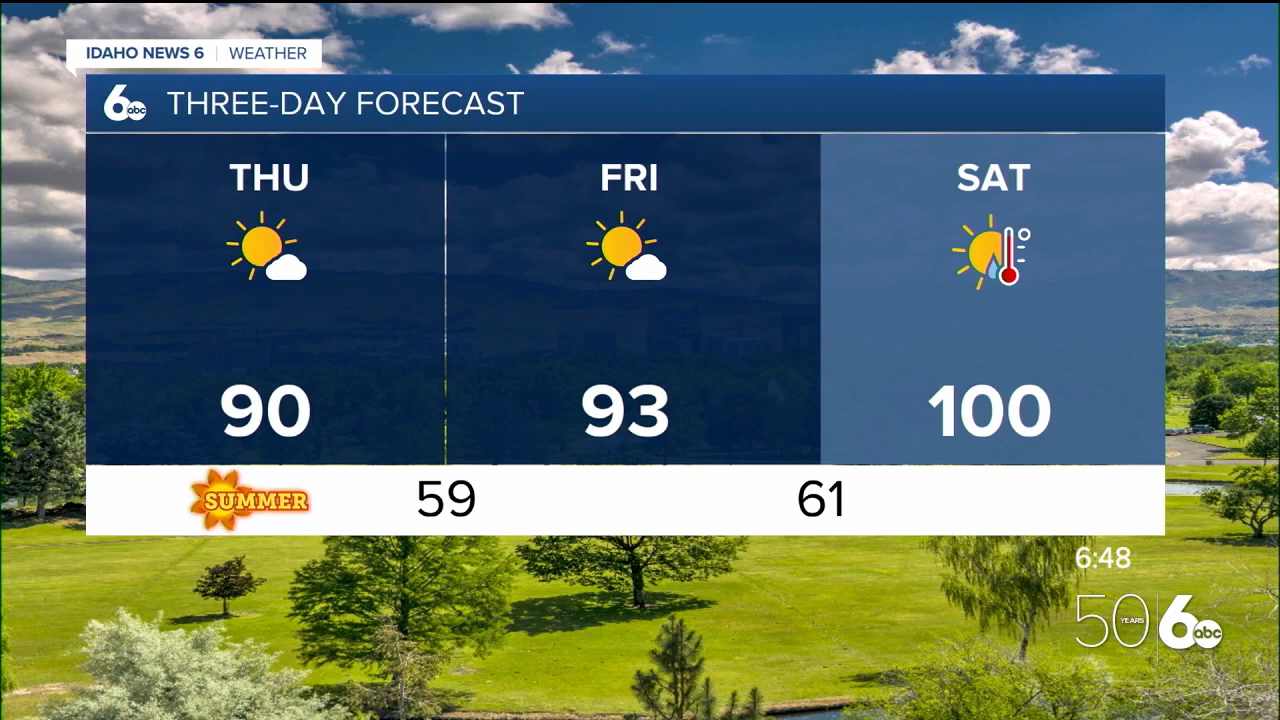 IDAHO NEWS 6 | WEATHER
6abc THREE-DAY FORECAST
THU FRI SAT
90 93 100
SUMMER 59 61
6:48
50 YEARS 6abc